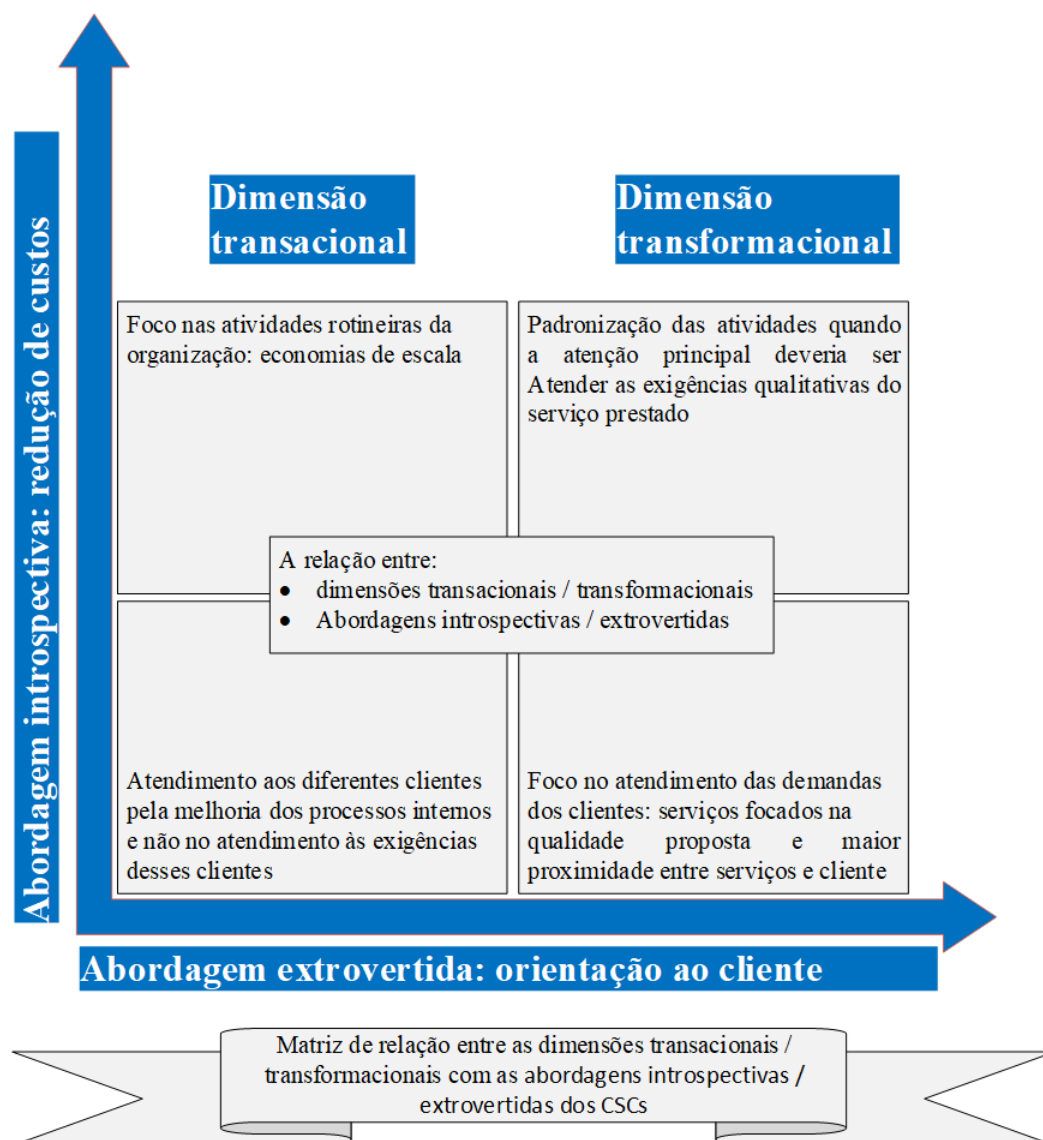 Abordagem introspectiva: redução de custos
Dimensão
transacional
Dimensão
transformacional
Foco nas atividades rotineiras da
organização: economias de escala
Padronização das atividades quando
a atenção principal deveria ser
Atender as exigências qualitativas do
serviço prestado
A relação entre:
• dimensões transacionais / transformacionais
• Abordagens introspectivas / extrovertidas
Atendimento aos diferentes clientes
pela melhoria dos processos internos
e não no atendimento às exigências
desses clientes
Foco no atendimento das demandas
dos clientes: serviços focados na
qualidade proposta e maior
proximidade entre serviços e cliente
Abordagem extrovertida: orientação ao cliente
Matriz de relação entre as dimensões transacionais /
transformacionais com as abordagens introspectivas /
extrovertidas dos CSCs